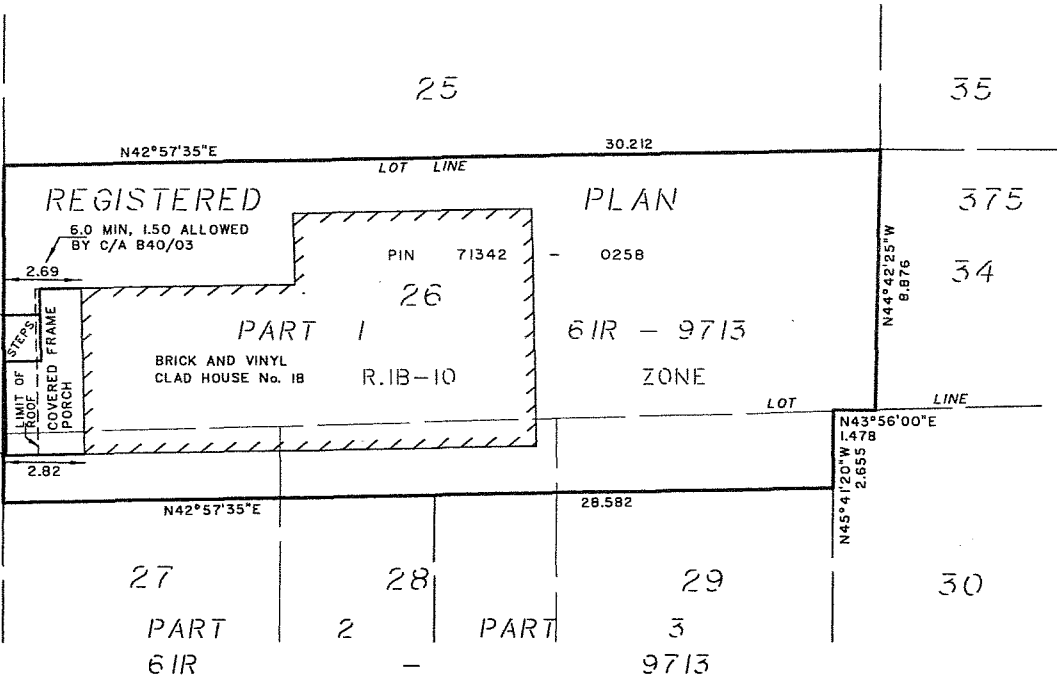 25
35
N42°57'35"E
30.212
LOT LINE
REGISTERED PLAN 375
6.0 MIN, 1.50 ALLOWED
BY C/A B40/03
PIN 71342 - 0258
N44°42'25"W
8.876
2.69
26
34
STEPS
COVERED FRAME
PORCH
LIMIT OF
ROOF
PART 1 61R - 9713
BRICK AND VINYL
CLAD HOUSE No. 18
R.1B-10 ZONE
LOT LINE
N43°56'00"E
1.478
N45°41'20"W
2.655
2.82
N42°57'35"E
28.582
27 28 29 30
PART 2 PART 3
61R - 9713